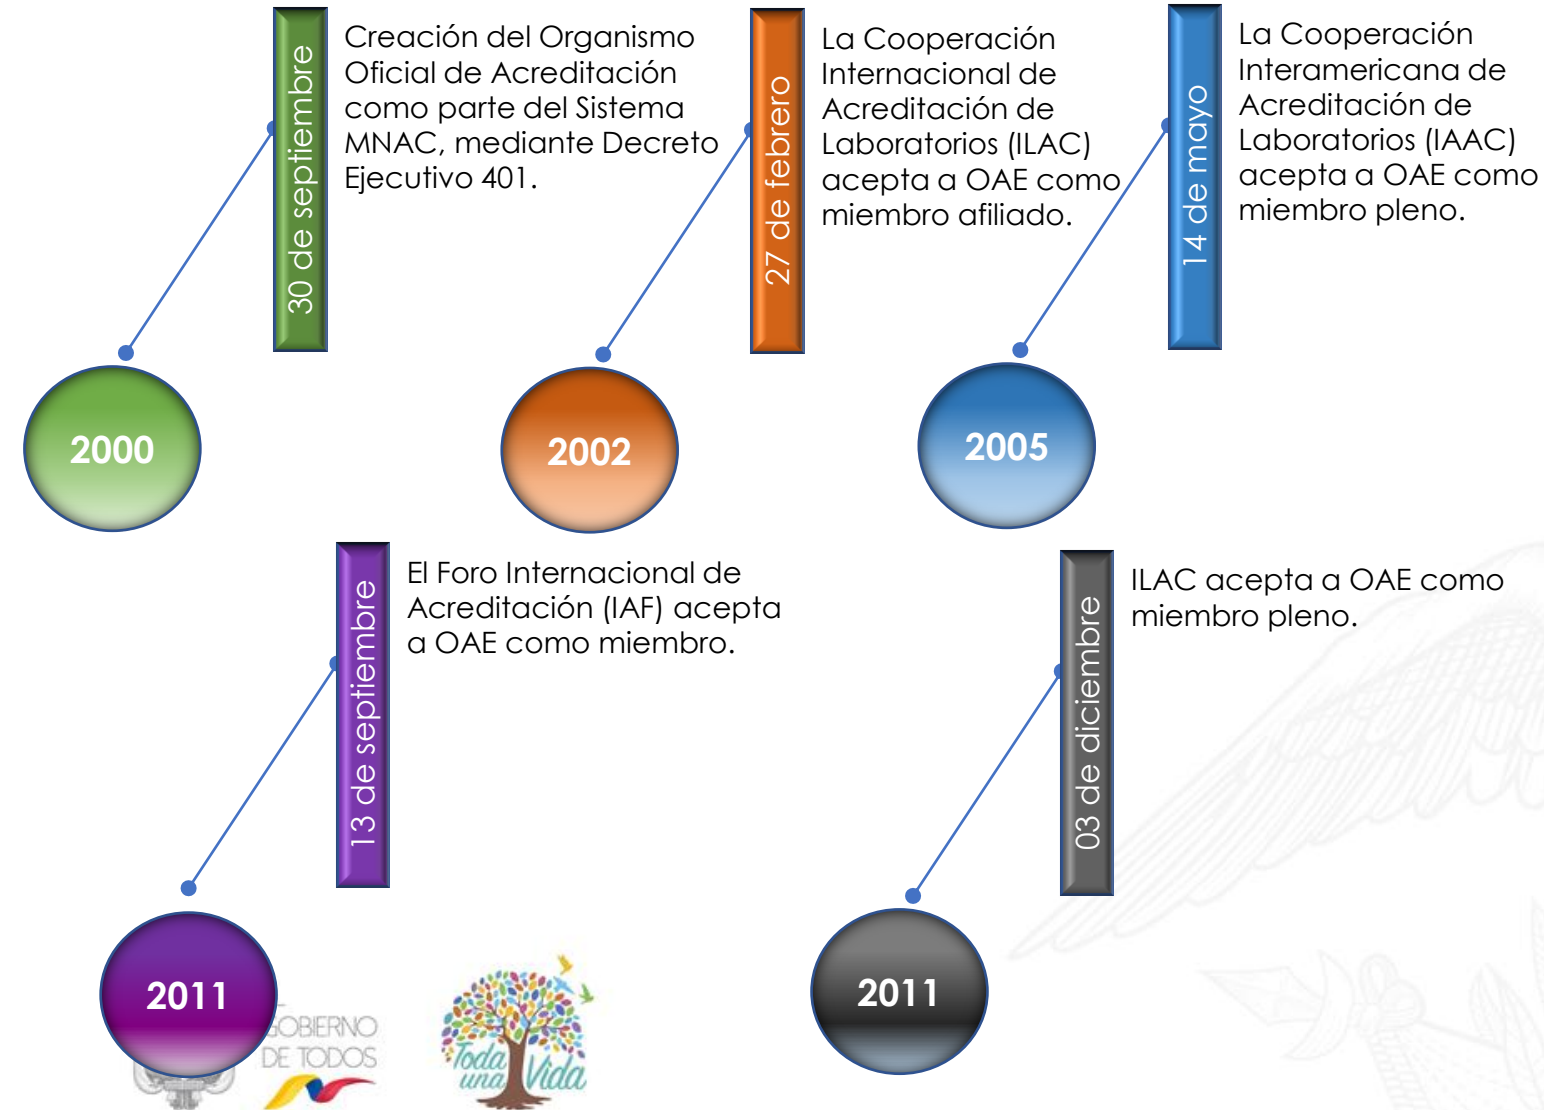 30 de septiembre
Creación del Organismo
Oficial de Acreditación
como parte del Sistema
MNAC, mediante Decreto
Ejecutivo 401.
2000
27 de febrero
La Cooperación
Internacional de
Acreditación de
Laboratorios (ILAC)
acepta a OAE como
miembro afiliado.
2002
14 de mayo
La Cooperación
Interamericana de
Acreditación de
Laboratorios (IAAC)
acepta a OAE como
miembro pleno.
2005
13 de septiembre
El Foro Internacional de
Acreditación (IAF) acepta
a OAE como miembro.
2011
03 de diciembre
ILAC acepta a OAE como
miembro pleno.
2011
GOBIERNO
DE TODOS
Toda
una Vida